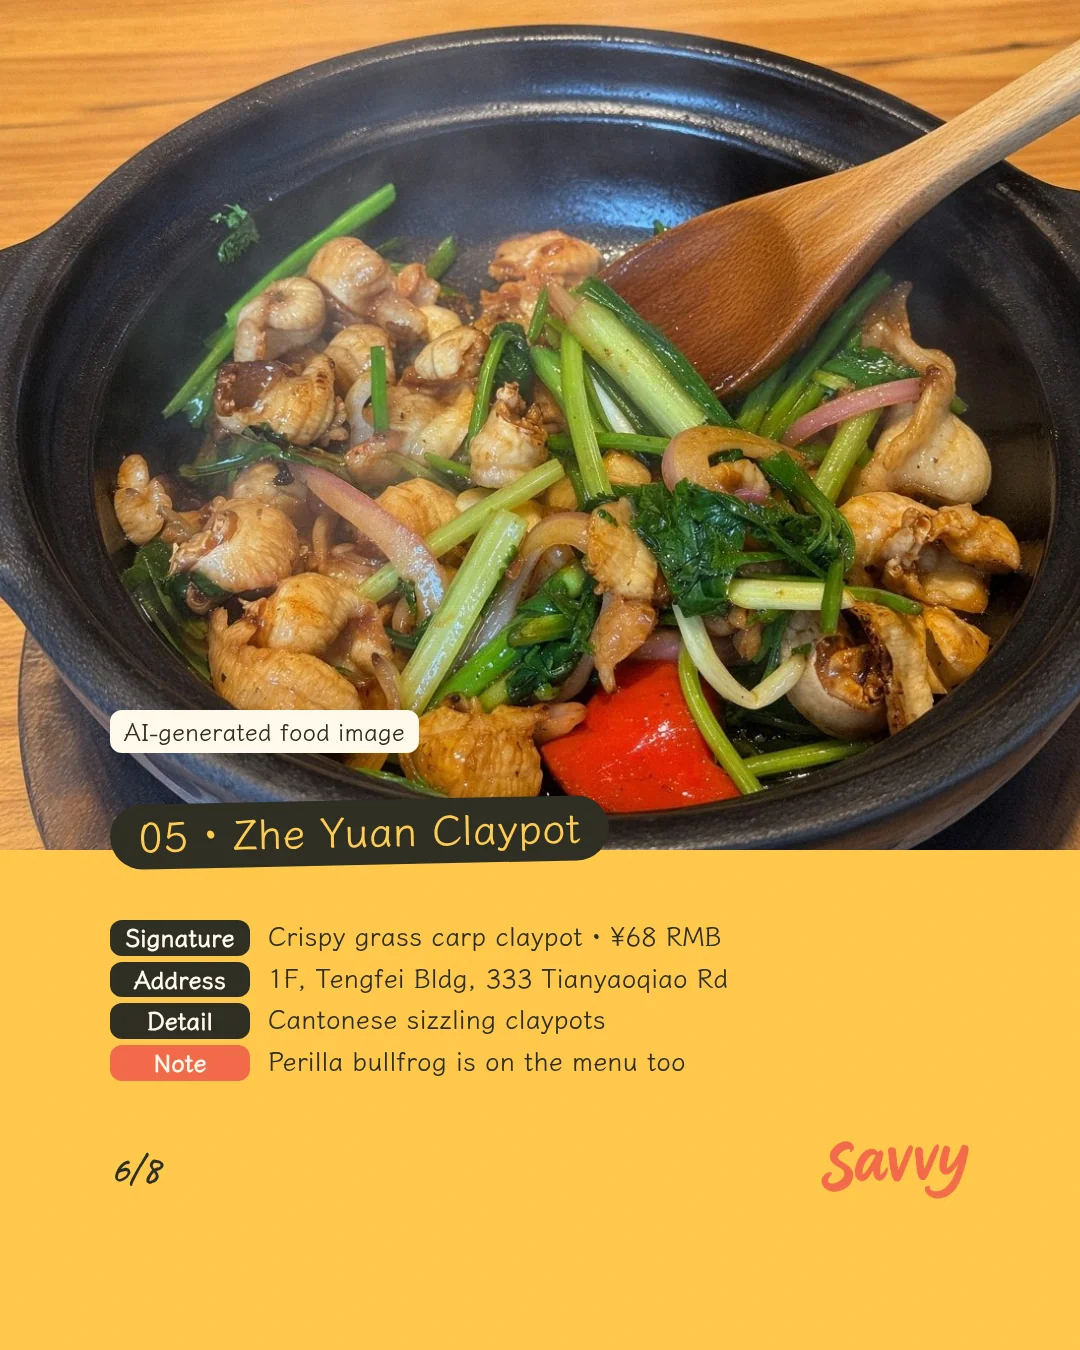 AI-generated food image
05 • Zhe Yuan Claypot
Signature Crispy grass carp claypot • ¥68 RMB
Address 1F, Tengfei Bldg, 333 Tianyaoqiao Rd
Detail Cantonese sizzling claypots
Note Perilla bullfrog is on the menu too
6/8
Savvy